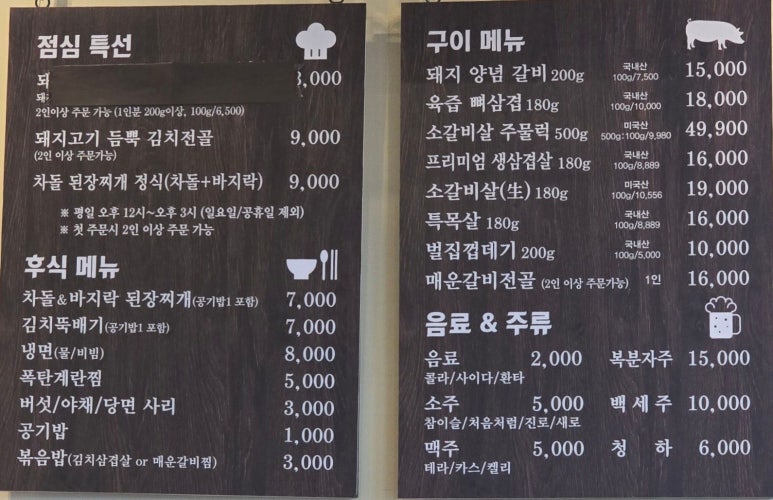 점심 특선
돼
,000
2인이상 주문 가능 (1인분 200g이상, 100g/6,500)
돼지고기 듬뿍 김치전골 9,000
(2인 이상 주문가능)
차돌 된장찌개 정식(차돌+바지락) 9,000
※ 평일 오후 12시~오후 3시 (일요일/공휴일 제외)
※ 첫 주문시 2인 이상 주문 가능
후식 메뉴
차돌&바지락 된장찌개(공기밥1 포함) 7,000
김치뚝배기(공기밥1 포함) 7,000
냉면(물/비빔) 8,000
폭탄계란찜 5,000
버섯/야채/당면 사리 3,000
공기밥 1,000
볶음밥(김치삼겹살 or 매운갈비찜) 3,000
구이 메뉴
돼지 양념 갈비 200g 국내산 100g/7,500 15,000
육즙 뼈삼겹 180g 국내산 100g/10,000 18,000
소갈비살 주물럭 500g 미국산 500g:100g/9,980 49,900
프리미엄 생삼겹살 180g 국내산 100g/8,889 16,000
소갈비살(生) 180g 미국산 100g/10,556 19,000
특목살 180g 국내산 100g/8,889 16,000
벌집껍데기 200g 국내산 100g/5,000 10,000
매운갈비전골 (2인 이상 주문가능) 1인 16,000
음료 & 주류
음료 2,000 복분자주 15,000
콜라/사이다/환타
소주 5,000 백세주 10,000
참이슬/처음처럼/진로/새로
맥주 5,000 청하 6,000
테라/카스/켈리